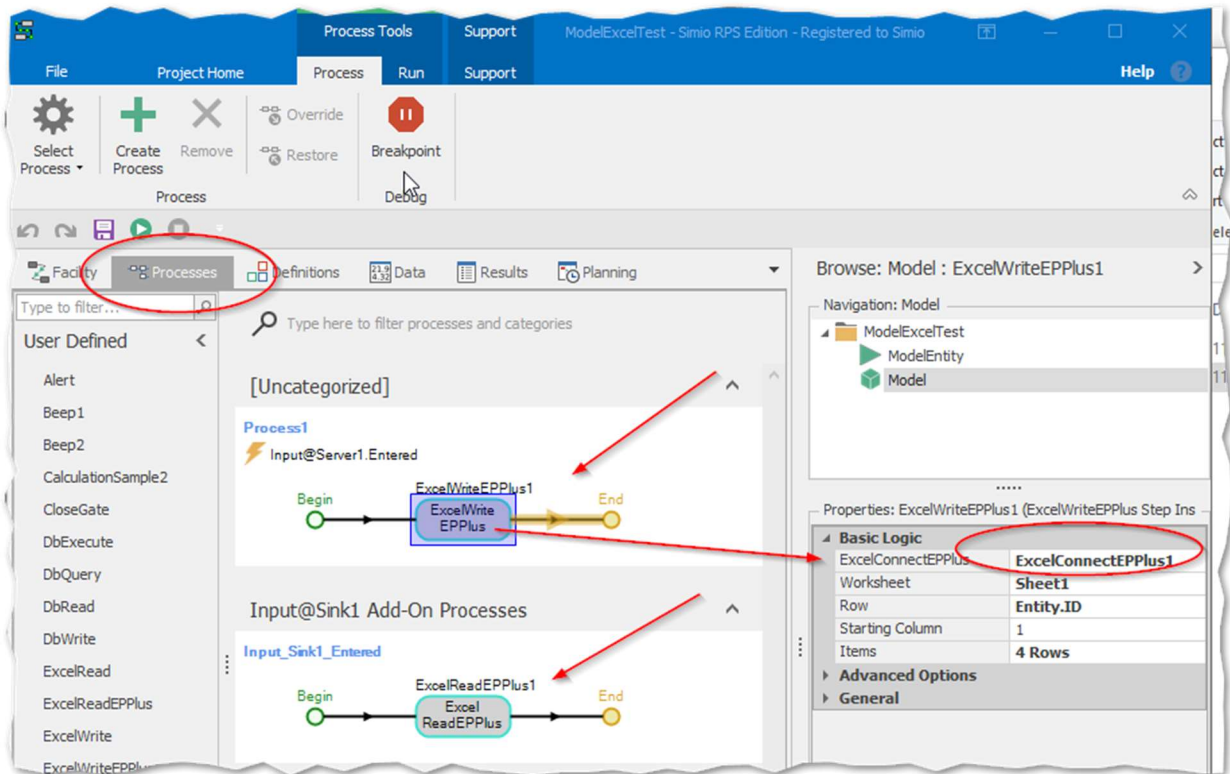 Process Tools Support ModelExcelTest - Simio RPS Edition - Registered to Simio
File Project Home Process Run Support Help
Select Process
Create Process
Remove
Override
Restore
Breakpoint
Process
Debug
Facility Processes Definitions Data Results Planning
Type to filter...
User Defined
Alert
Beep1
Beep2
CalculationSample2
CloseGate
DbExecute
DbQuery
DbRead
DbWrite
ExcelRead
ExcelReadEPPlus
ExcelWrite
ExcelWriteEPPlus
Type here to filter processes and categories
[Uncategorized]
Process1
Input@Server1.Entered
ExcelWriteEPPlus1
Begin
ExcelWrite
EPPlus
End
Input@Sink1 Add-On Processes
Input_Sink1_Entered
ExcelReadEPPlus1
Begin
Excel
ReadEPPlus
End
Browse: Model : ExcelWriteEPPlus1
Navigation: Model
ModelExcelTest
ModelEntity
Model
Properties: ExcelWriteEPPlus1 (ExcelWriteEPPlus Step Ins
Basic Logic
ExcelConnectEPPlus ExcelConnectEPPlus1
Worksheet Sheet1
Row Entity.ID
Starting Column 1
Items 4 Rows
Advanced Options
General